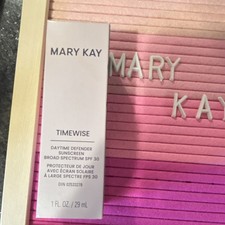 MARY KAY
TIMEWISE
DAYTIME DEFENDER
SUNSCREEN
BROAD SPECTRUM SPF 30
PROTECTEUR DE JOUR
AVEC ÉCRAN SOLAIRE
À LARGE SPECTRE FPS 30
1 FL. OZ. / 29 mL
MARY
KAY